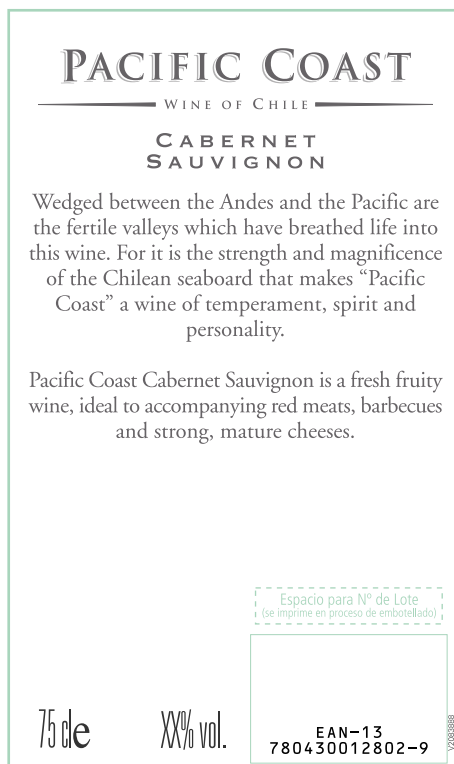 PACIFIC COAST
WINE OF CHILE
CABERNET
SAUVIGNON
Wedged between the Andes and the Pacific are
the fertile valleys which have breathed life into
this wine. For it is the strength and magnificence
of the Chilean seaboard that makes “Pacific
Coast” a wine of temperament, spirit and
personality.
Pacific Coast Cabernet Sauvignon is a fresh fruity
wine, ideal to accompanying red meats, barbecues
and strong, mature cheeses.
Espacio para Nº de Lote
(se imprime en proceso de embotellado)
75 cle
XX% vol.
EAN-13
780430012802-9
V2083888